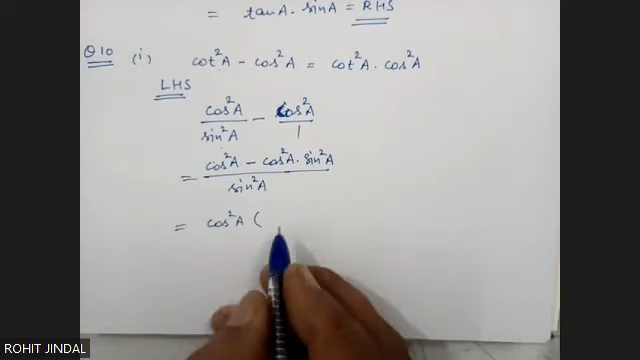 = tanA . sinA = RHS
Q10 (i) cot²A - cos²A = cot²A . cos²A
LHS
cos²A/sin²A - cos²A/1
= cos²A - cos²A . sin²A / sin²A
= cos²A (
ROHIT JINDAL